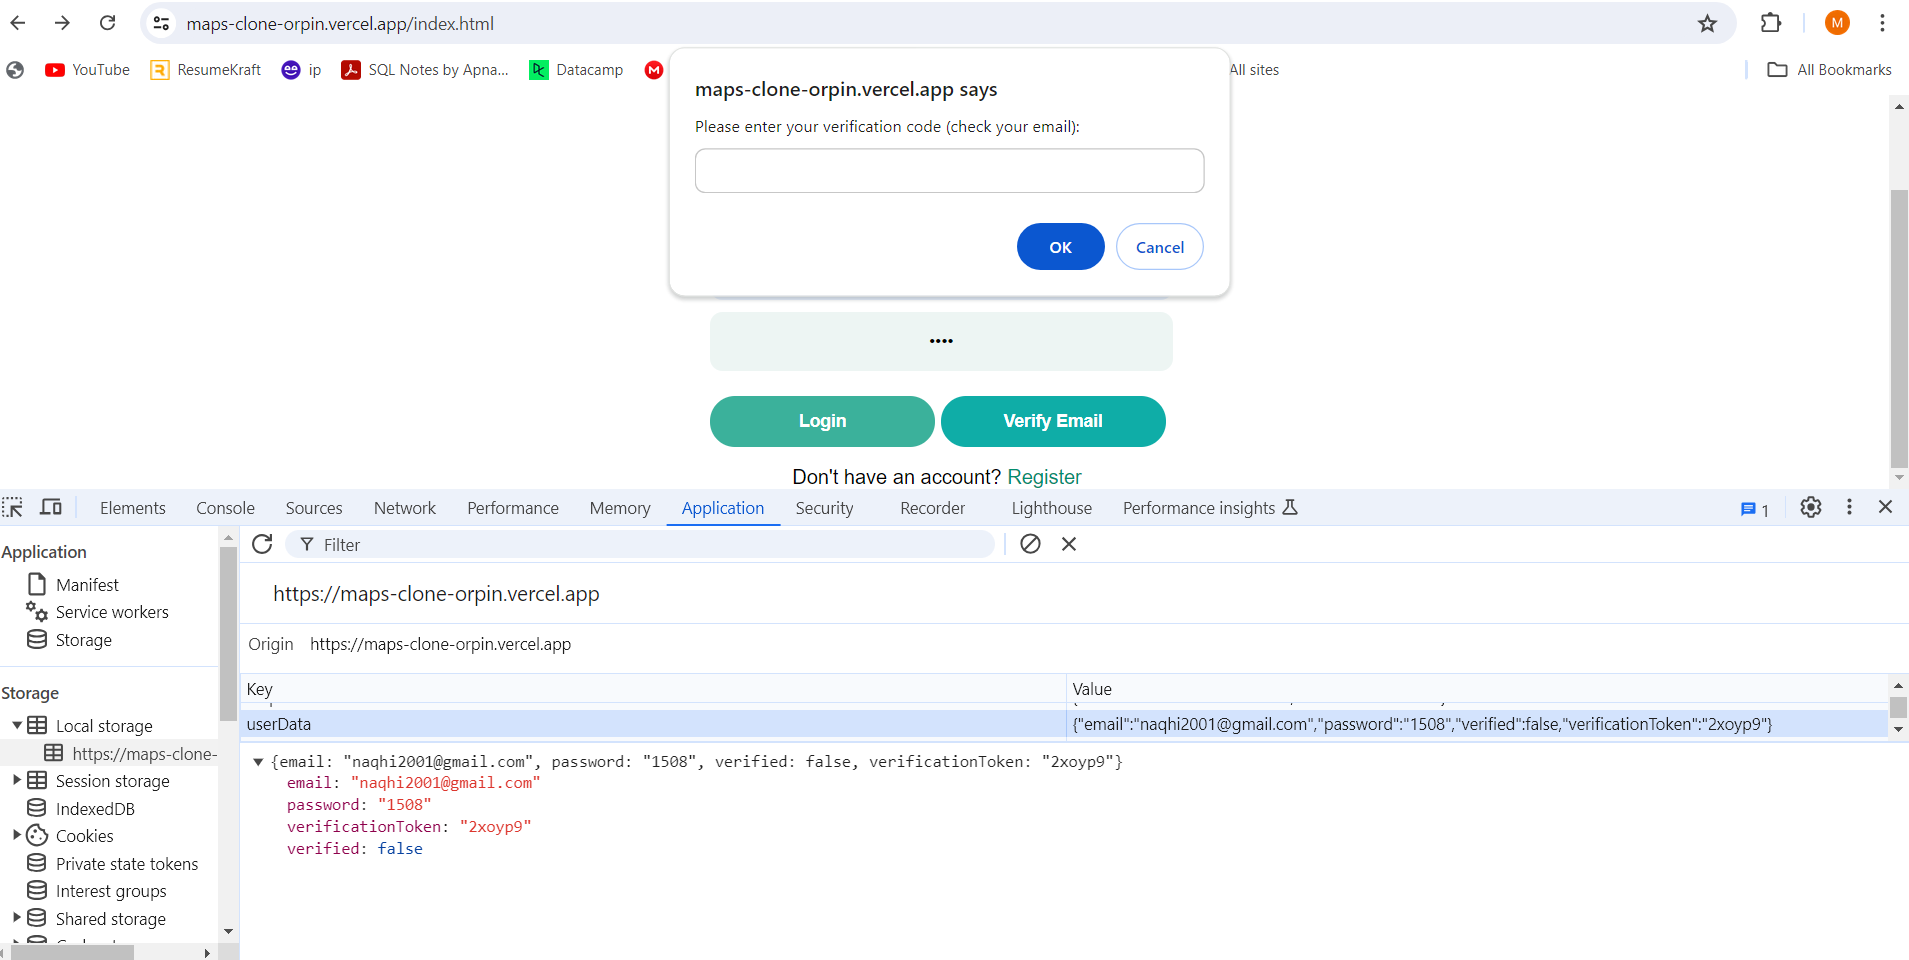 maps-clone-orpin.vercel.app/index.html
M
YouTube
ResumeKraft
ip
SQL Notes by Apna...
Datacamp
All sites
All Bookmarks
maps-clone-orpin.vercel.app says
Please enter your verification code (check your email):
OK
Cancel
••••
Login
Verify Email
Don't have an account? Register
Elements
Console
Sources
Network
Performance
Memory
Application
Security
Recorder
Lighthouse
Performance insights
1
Application
Manifest
Service workers
Storage
Storage
Local storage
https://maps-clone-
Session storage
IndexedDB
Cookies
Private state tokens
Interest groups
Shared storage
Filter
https://maps-clone-orpin.vercel.app
Origin https://maps-clone-orpin.vercel.app
Key Value
userData {"email":"naqhi2001@gmail.com","password":"1508","verified":false,"verificationToken":"2xoyp9"}
{email: "naqhi2001@gmail.com", password: "1508", verified: false, verificationToken: "2xoyp9"}
email: "naqhi2001@gmail.com"
password: "1508"
verificationToken: "2xoyp9"
verified: false